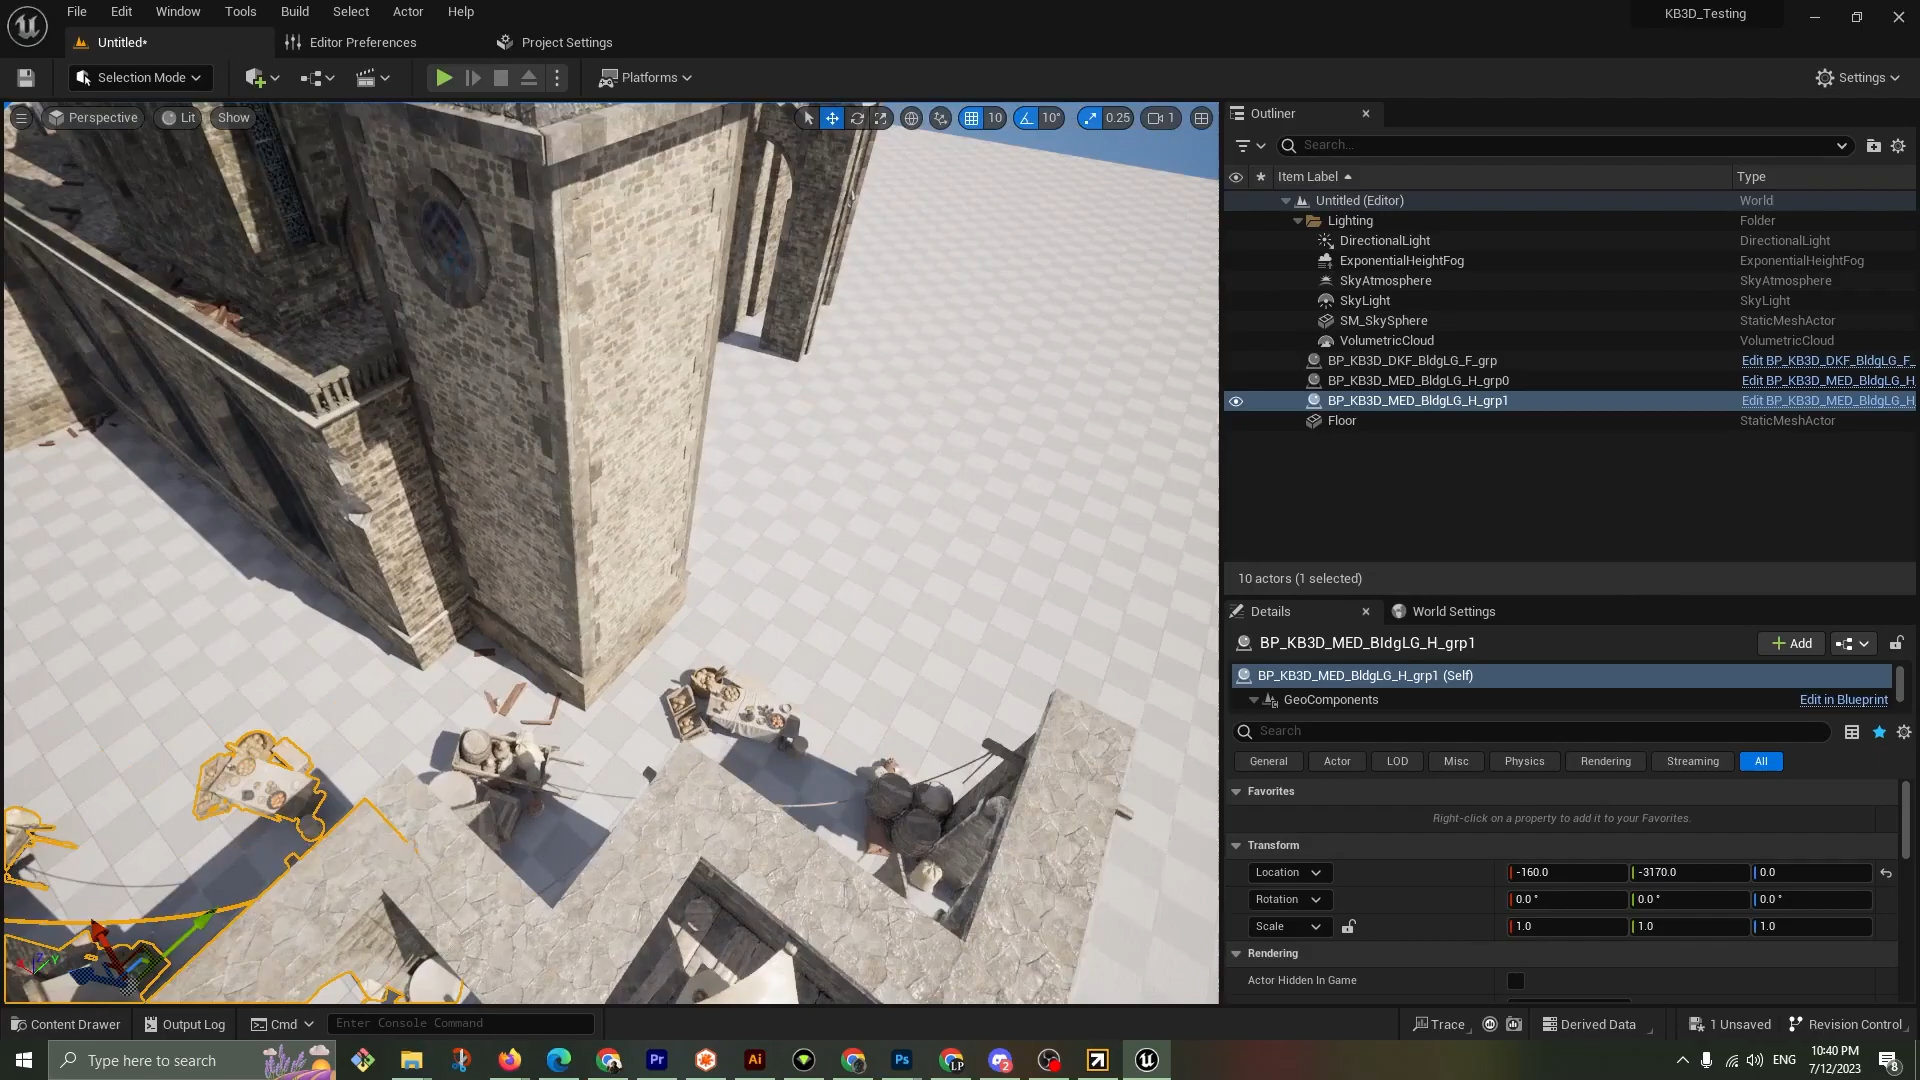 File Edit Window Tools Build Select Actor Help
KB3D_Testing
Untitled* Editor Preferences Project Settings
Selection Mode Platforms Settings
Perspective Lit Show 10 10° 0.25 1
Outliner
Search...
Item Label Type
Untitled (Editor) World
Lighting Folder
DirectionalLight DirectionalLight
ExponentialHeightFog ExponentialHeightFog
SkyAtmosphere SkyAtmosphere
SkyLight SkyLight
SM_SkySphere StaticMeshActor
VolumetricCloud VolumetricCloud
BP_KB3D_DKF_BldgLG_F_grp Edit BP_KB3D_DKF_BldgLG_F_
BP_KB3D_MED_BldgLG_H_grp0 Edit BP_KB3D_MED_BldgLG_H
BP_KB3D_MED_BldgLG_H_grp1 Edit BP_KB3D_MED_BldgLG_H
Floor StaticMeshActor
10 actors (1 selected)
Details World Settings
BP_KB3D_MED_BldgLG_H_grp1 Add
BP_KB3D_MED_BldgLG_H_grp1 (Self)
GeoComponents Edit in Blueprint
Search
General Actor LOD Misc Physics Rendering Streaming All
Favorites
Right-click on a property to add it to your Favorites.
Transform
Location -160.0 -3170.0 0.0
Rotation 0.0 ° 0.0 ° 0.0 °
Scale 1.0 1.0 1.0
Rendering
Actor Hidden In Game
Content Drawer Output Log Cmd Enter Console Command Trace Derived Data 1 Unsaved Revision Control
Type here to search Pr Ai Ps LP 2 ENG 10:40 PM
7/12/2023 8